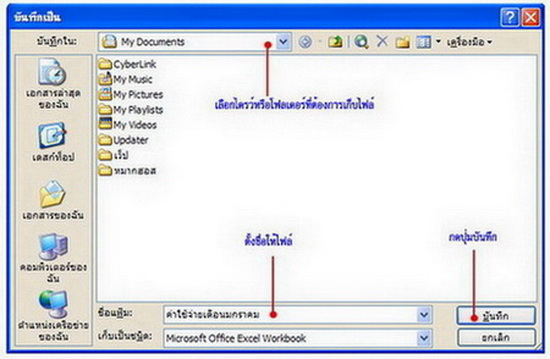 บันทึกเป็น
บันทึกใน:
My Documents
เครื่องมือ
เอกสารล่าสุด
ของฉัน
เดสก์ท็อป
เอกสารของฉัน
คอมพิวเตอร์ของ
ฉัน
ตำแหน่งเครือข่าย
ของฉัน
CyberLink
My Music
My Pictures
My Playlists
My Videos
Updater
เว็ป
หมากฮอส
เลือกไดรว์หรือโฟลเดอร์ที่ต้องการเก็บไฟล์
ตั้งชื่อให้ไฟล์
กดปุ่มบันทึก
ชื่อแฟ้ม:
ค่าใช้จ่ายเดือนมกราคม
บันทึก
เก็บเป็นชนิด:
Microsoft Office Excel Workbook
ยกเลิก